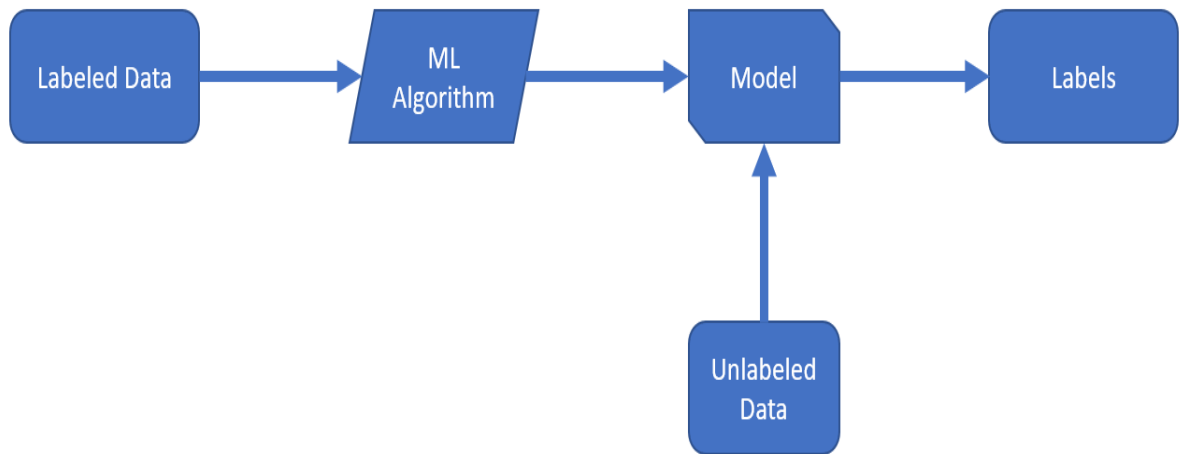 Labeled Data
ML
Algorithm
Model
Labels
Unlabeled
Data